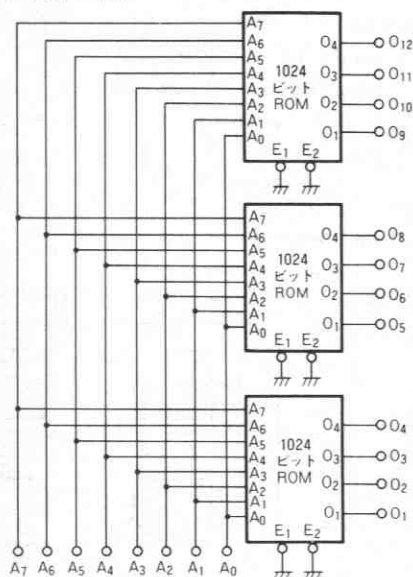 A7
A6
A5
A4
A3
A2
A1
A0
1024
ビット
ROM
E1 E2
O4 O12
O3 O11
O2 O10
O1 O9
A7
A6
A5
A4
A3
A2
A1
A0
1024
ビット
ROM
E1 E2
O4 O8
O3 O7
O2 O6
O1 O5
A7
A6
A5
A4
A3
A2
A1
A0
1024
ビット
ROM
E1 E2
O4 O4
O3 O3
O2 O2
O1 O1
A7 A6 A5 A4 A3 A2 A1 A0